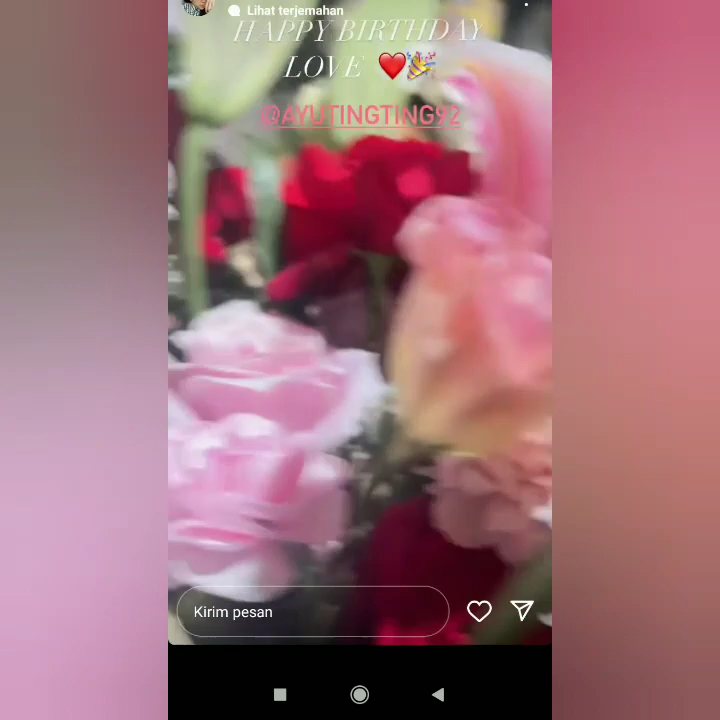 Lihat terjemahan
HAPPY BIRTHDAY
LOVE ❤️🎉
@AYUTINGTING92
Kirim pesan